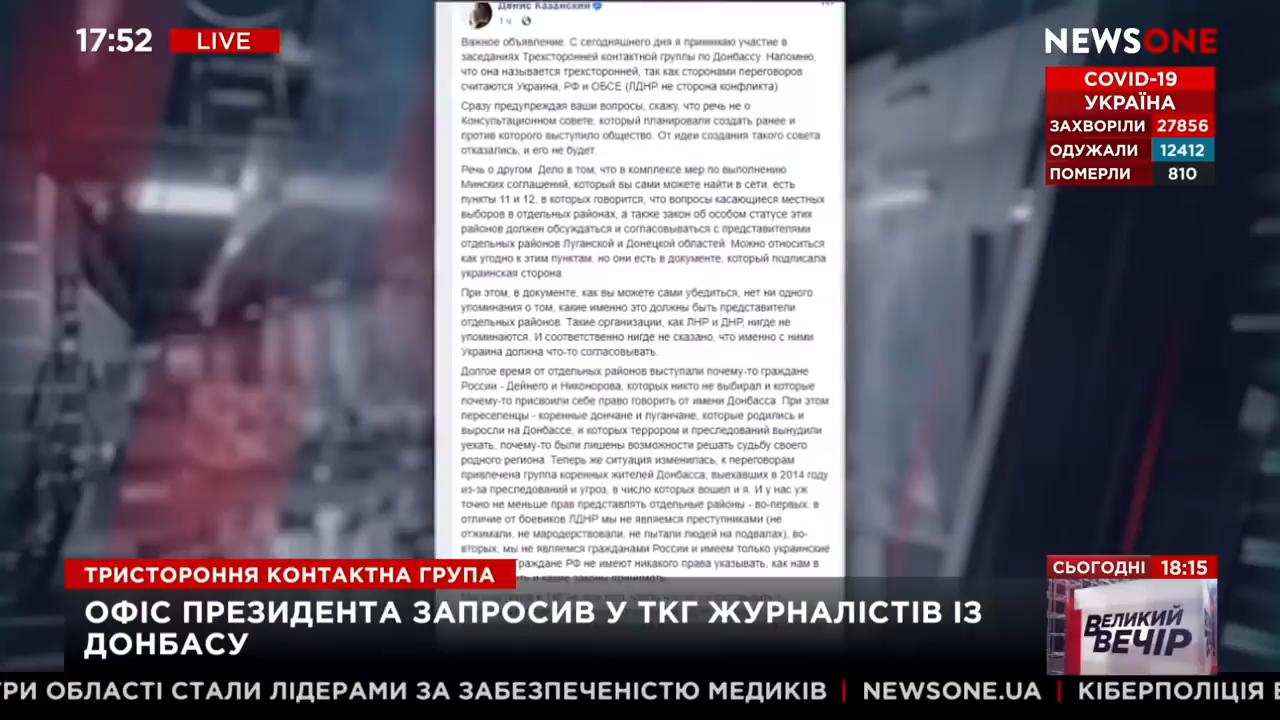 17:52 LIVE
Денис Казанский
1 ч
Важное объявление. С сегодняшнего дня я принимаю участие в
заседаниях Трехсторонней контактной группы по Донбассу. Напомню,
что она называется трехсторонней, так как сторонами переговоров
считаются Украина, РФ и ОБСЕ (ЛДНР не сторона конфликта).
Сразу предупреждая ваши вопросы, скажу, что речь не о
Консультационном совете, который планировали создать ранее и
против которого выступило общество. От идеи создания такого совета
отказались, и его не будет.
Речь о другом. Дело в том, что в комплексе мер по выполнению
Минских соглашений, который вы сами можете найти в сети, есть
пункты 11 и 12, в которых говорится, что вопросы касающиеся местных
выборов в отдельных районах, а также закон об особом статусе этих
районов должен обсуждаться и согласовываться с представителями
отдельных районов Луганской и Донецкой областей. Можно относиться
как угодно к этим пунктам, но они есть в документе, который подписала
украинская сторона.
При этом, в документе, как вы можете сами убедиться, нет ни одного
упоминания о том, какие именно это должны быть представители
отдельных районов. Такие организации, как ЛНР и ДНР, нигде не
упоминаются. И соответственно нигде не сказано, что именно с ними
Украина должна что-то согласовывать.
Долгое время от отдельных районов выступали почему-то граждане
России - Дейнего и Никонорова, которых никто не выбирал и которые
почему-то присвоили себе право говорить от имени Донбасса. При этом
переселенцы - коренные дончане и луганчане, которые родились и
выросли на Донбассе, и которых террором и преследований вынудили
уехать, почему-то были лишены возможности решать судьбу своего
родного региона. Теперь же ситуация изменилась, к переговорам
привлечена группа коренных жителей Донбасса, выехавших в 2014 году
из-за преследований и угроз, в число которых вошел и я. И у нас уж
точно не меньше прав представлять отдельные районы - во-первых, в
отличие от боевиков ЛДНР мы не являемся преступниками (не
отжимали, не мародерствовали, не пытали людей на подвалах), во-
вторых, мы не являемся гражданами России и имеем только украинские
граждане РФ не имеют никакого права указывать, как нам в
и какие законы принимать.
NEWSONE
COVID-19
УКРАЇНА
ЗАХВОРІЛИ 27856
ОДУЖАЛИ 12412
ПОМЕРЛИ 810
ТРИСТОРОННЯ КОНТАКТНА ГРУПА
ОФІС ПРЕЗИДЕНТА ЗАПРОСИВ У ТКГ ЖУРНАЛІСТІВ ІЗ
ДОНБАСУ
СЬОГОДНІ 18:15
ВЕЛИКИЙ
ВЕЧІР
ТРИ ОБЛАСТІ СТАЛИ ЛІДЕРАМИ ЗА ЗАБЕЗПЕЧЕНІСТЮ МЕДИКІВ | NEWSONE.UA | КІБЕРПОЛІЦІЯ